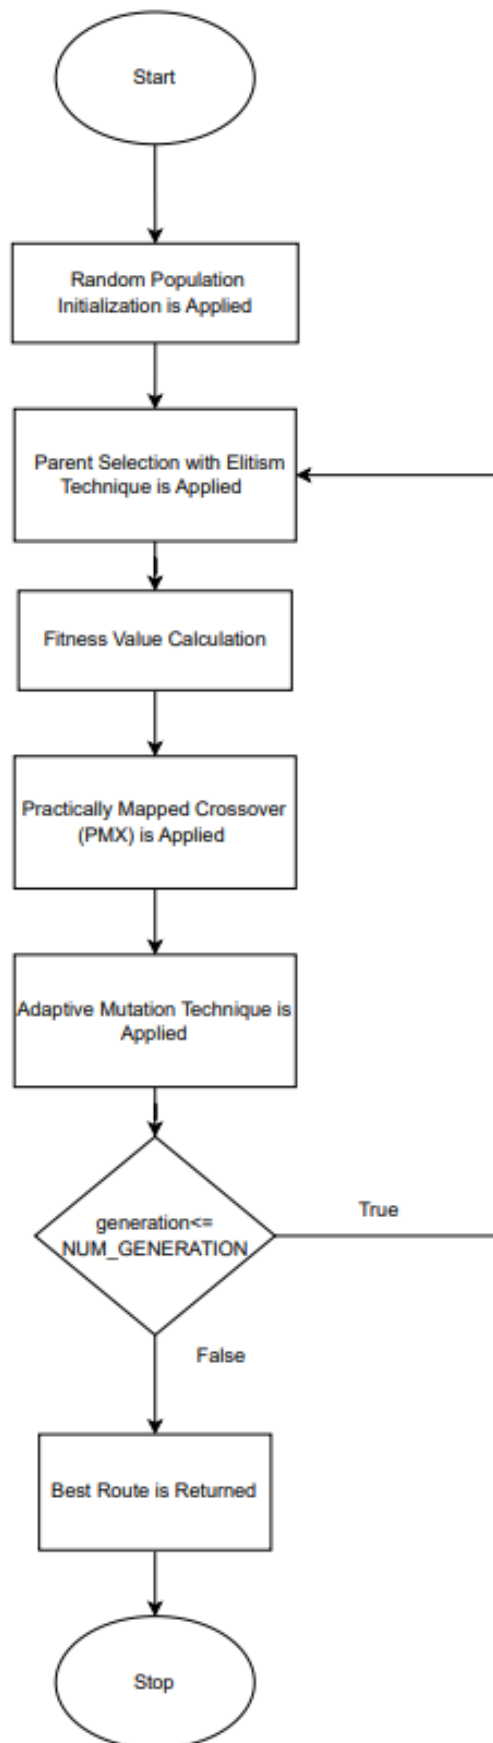 Start
Random Population
Initialization is Applied
Parent Selection with Elitism
Technique is Applied
Fitness Value Calculation
Practically Mapped Crossover
(PMX) is Applied
Adaptive Mutation Technique is
Applied
generation<=
NUM_GENERATION
True
False
Best Route is Returned
Stop